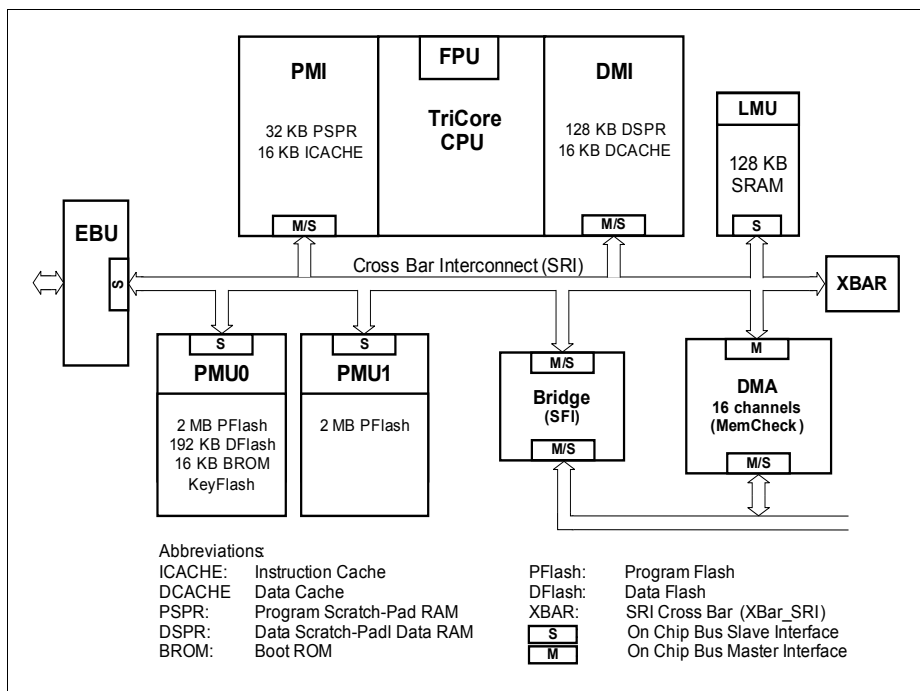 FPU
PMI
DMI
TriCore
CPU
32 KB PSPR
16 KB ICACHE
128 KB DSPR
16 KB DCACHE
M/S
M/S
LMU
128 KB
SRAM
S
EBU
S
Cross Bar Interconnect (SRI)
XBAR
S
PMU0
2 MB PFlash
192 KB DFlash
16 KB BROM
KeyFlash
S
PMU1
2 MB PFlash
M/S
Bridge
(SFI)
M/S
M
DMA
16 channels
(MemCheck)
M/S
Abbreviations:
ICACHE: Instruction Cache
DCACHE Data Cache
PSPR: Program Scratch-Pad RAM
DSPR: Data Scratch-Padl Data RAM
BROM: Boot ROM
PFlash: Program Flash
DFlash: Data Flash
XBAR: SRI Cross Bar (XBar_SRI)
S On Chip Bus Slave Interface
M On Chip Bus Master Interface